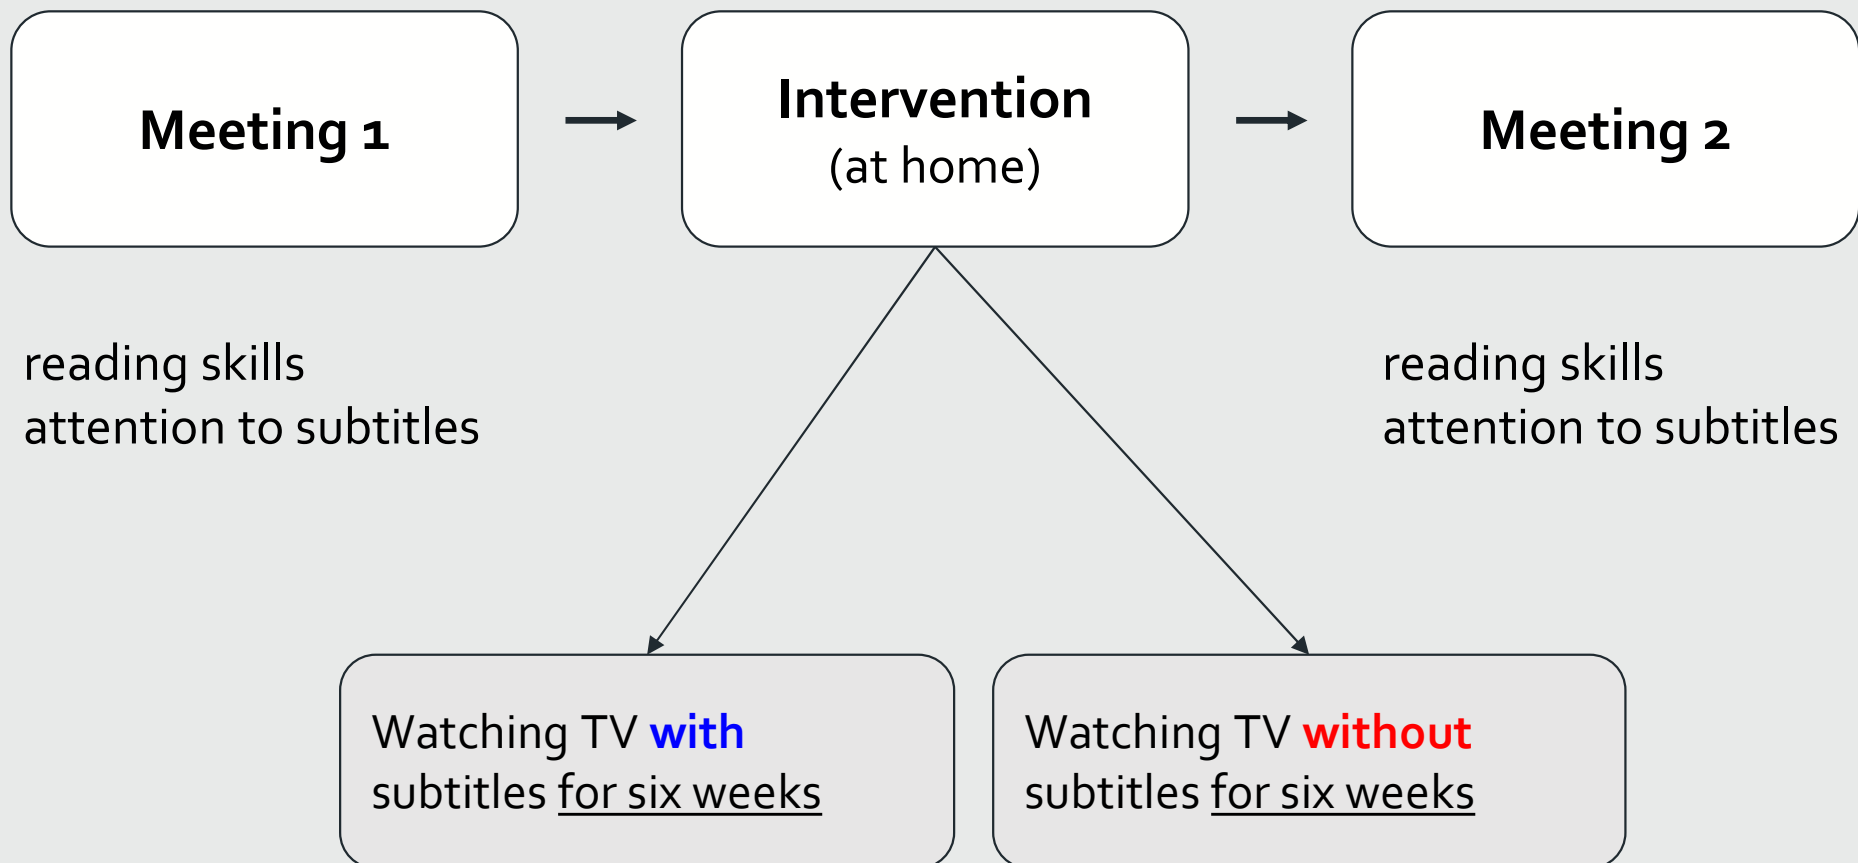 Meeting 1
Intervention
(at home)
Meeting 2
reading skills
attention to subtitles
reading skills
attention to subtitles
Watching TV with
subtitles for six weeks
Watching TV without
subtitles for six weeks